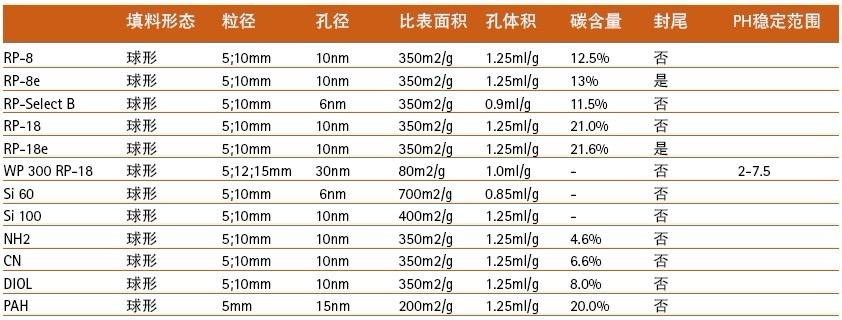 填料形态 粒径 孔径 比表面积 孔体积 碳含量 封尾 PH稳定范围
RP-8 球形 5;10mm 10nm 350m2/g 1.25ml/g 12.5% 否
RP-8e 球形 5;10mm 10nm 350m2/g 1.25ml/g 13% 是
RP-Select B 球形 5;10mm 6nm 350m2/g 0.9ml/g 11.5% 否
RP-18 球形 5;10mm 10nm 350m2/g 1.25ml/g 21.0% 否
RP-18e 球形 5;10mm 10nm 350m2/g 1.25ml/g 21.6% 是
WP 300 RP-18 球形 5;12;15mm 30nm 80m2/g 1.0ml/g - 否 2-7.5
Si 60 球形 5;10mm 6nm 700m2/g 0.85ml/g - 否
Si 100 球形 5;10mm 10nm 400m2/g 1.25ml/g - 否
NH2 球形 5;10mm 10nm 350m2/g 1.25ml/g 4.6% 否
CN 球形 5;10mm 10nm 350m2/g 1.25ml/g 6.6% 否
DIOL 球形 5;10mm 10nm 350m2/g 1.25ml/g 8.0% 否
PAH 球形 5mm 15nm 200m2/g 1.25ml/g 20.0% 否